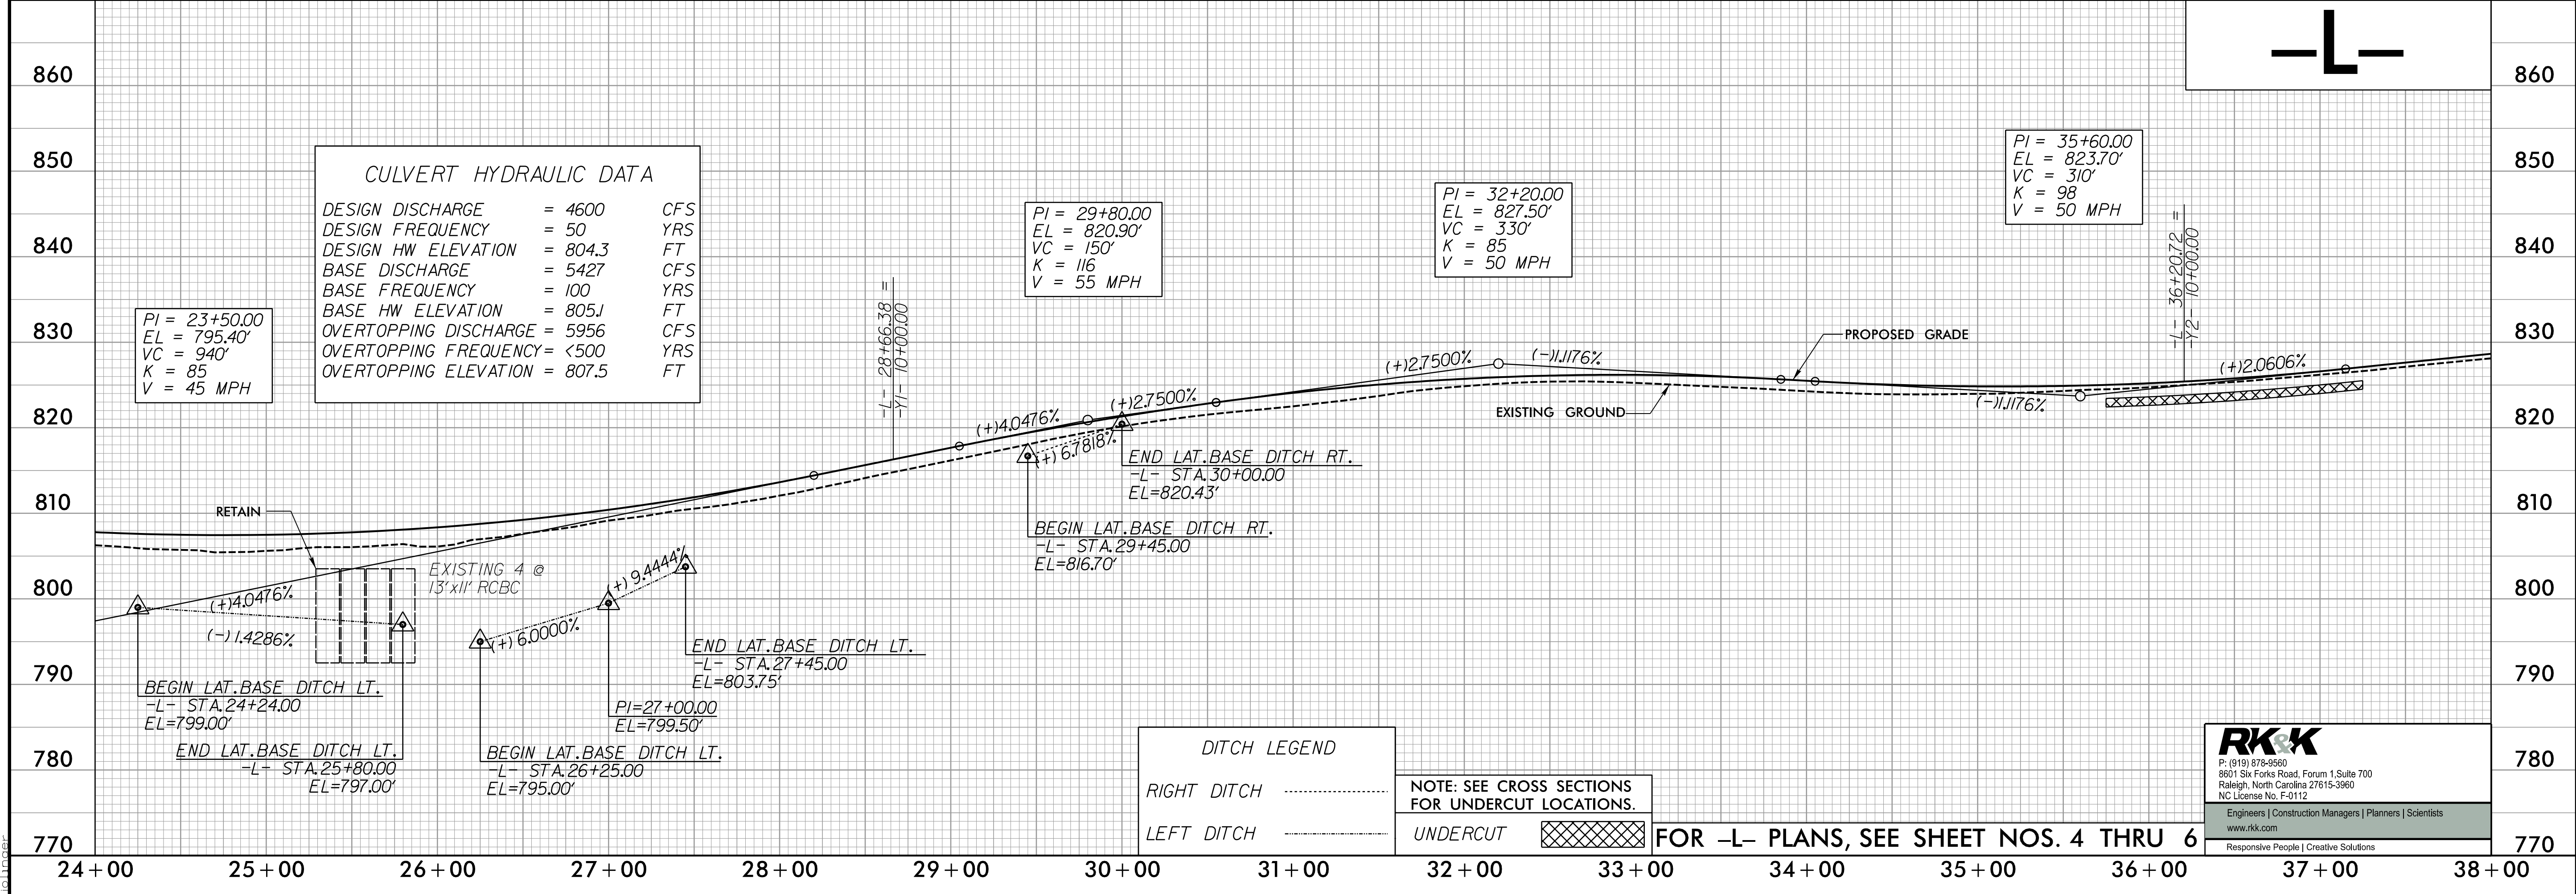 -L-
860
850
840
830
820
810
800
790
780
770
860
850
840
830
820
810
800
790
780
770
CULVERT HYDRAULIC DATA
DESIGN DISCHARGE = 4600 CFS
DESIGN FREQUENCY = 50 YRS
DESIGN HW ELEVATION = 804.3 FT
BASE DISCHARGE = 5427 CFS
BASE FREQUENCY = 100 YRS
BASE HW ELEVATION = 805.1 FT
OVERTOPPING DISCHARGE = 5956 CFS
OVERTOPPING FREQUENCY = <500 YRS
OVERTOPPING ELEVATION = 807.5 FT
PI = 23+50.00
EL = 795.40'
VC = 940'
K = 85
V = 45 MPH
PI = 29+80.00
EL = 820.90'
VC = 150'
K = 116
V = 55 MPH
PI = 32+20.00
EL = 827.50'
VC = 330'
K = 85
V = 50 MPH
PI = 35+60.00
EL = 823.70'
VC = 310'
K = 98
V = 50 MPH
-L- 28+66.38 =
-Y1- 10+00.00
-L- 36+20.72 =
-Y2- 10+00.00
PROPOSED GRADE
EXISTING GROUND
(+)4.0476%
(+)2.7500%
(+)2.7500%
(-)1.1176%
(-)1.1176%
(+)2.0606%
(+)6.7818%
END LAT.BASE DITCH RT.
-L- STA.30+00.00
EL=820.43'
BEGIN LAT.BASE DITCH RT.
-L- STA.29+45.00
EL=816.70'
RETAIN
EXISTING 4 @
13'x11' RCBC
(+)4.0476%
(-)1.4286%
(+)6.0000%
(+)9.4444%
BEGIN LAT.BASE DITCH LT.
-L- STA.24+24.00
EL=799.00'
END LAT.BASE DITCH LT.
-L- STA.25+80.00
EL=797.00'
BEGIN LAT.BASE DITCH LT.
-L- STA.26+25.00
EL=795.00'
PI=27+00.00
EL=799.50'
END LAT.BASE DITCH LT.
-L- STA.27+45.00
EL=803.75'
DITCH LEGEND
RIGHT DITCH
LEFT DITCH
NOTE: SEE CROSS SECTIONS
FOR UNDERCUT LOCATIONS.
UNDERCUT
FOR -L- PLANS, SEE SHEET NOS. 4 THRU 6
RK&K
P: (919) 878-9560
8601 Six Forks Road, Forum 1,Suite 700
Raleigh, North Carolina 27615-3960
NC License No. F-0112
Engineers | Construction Managers | Planners | Scientists
www.rkk.com
Responsive People | Creative Solutions
24+00 25+00 26+00 27+00 28+00 29+00 30+00 31+00 32+00 33+00 34+00 35+00 36+00 37+00 38+00